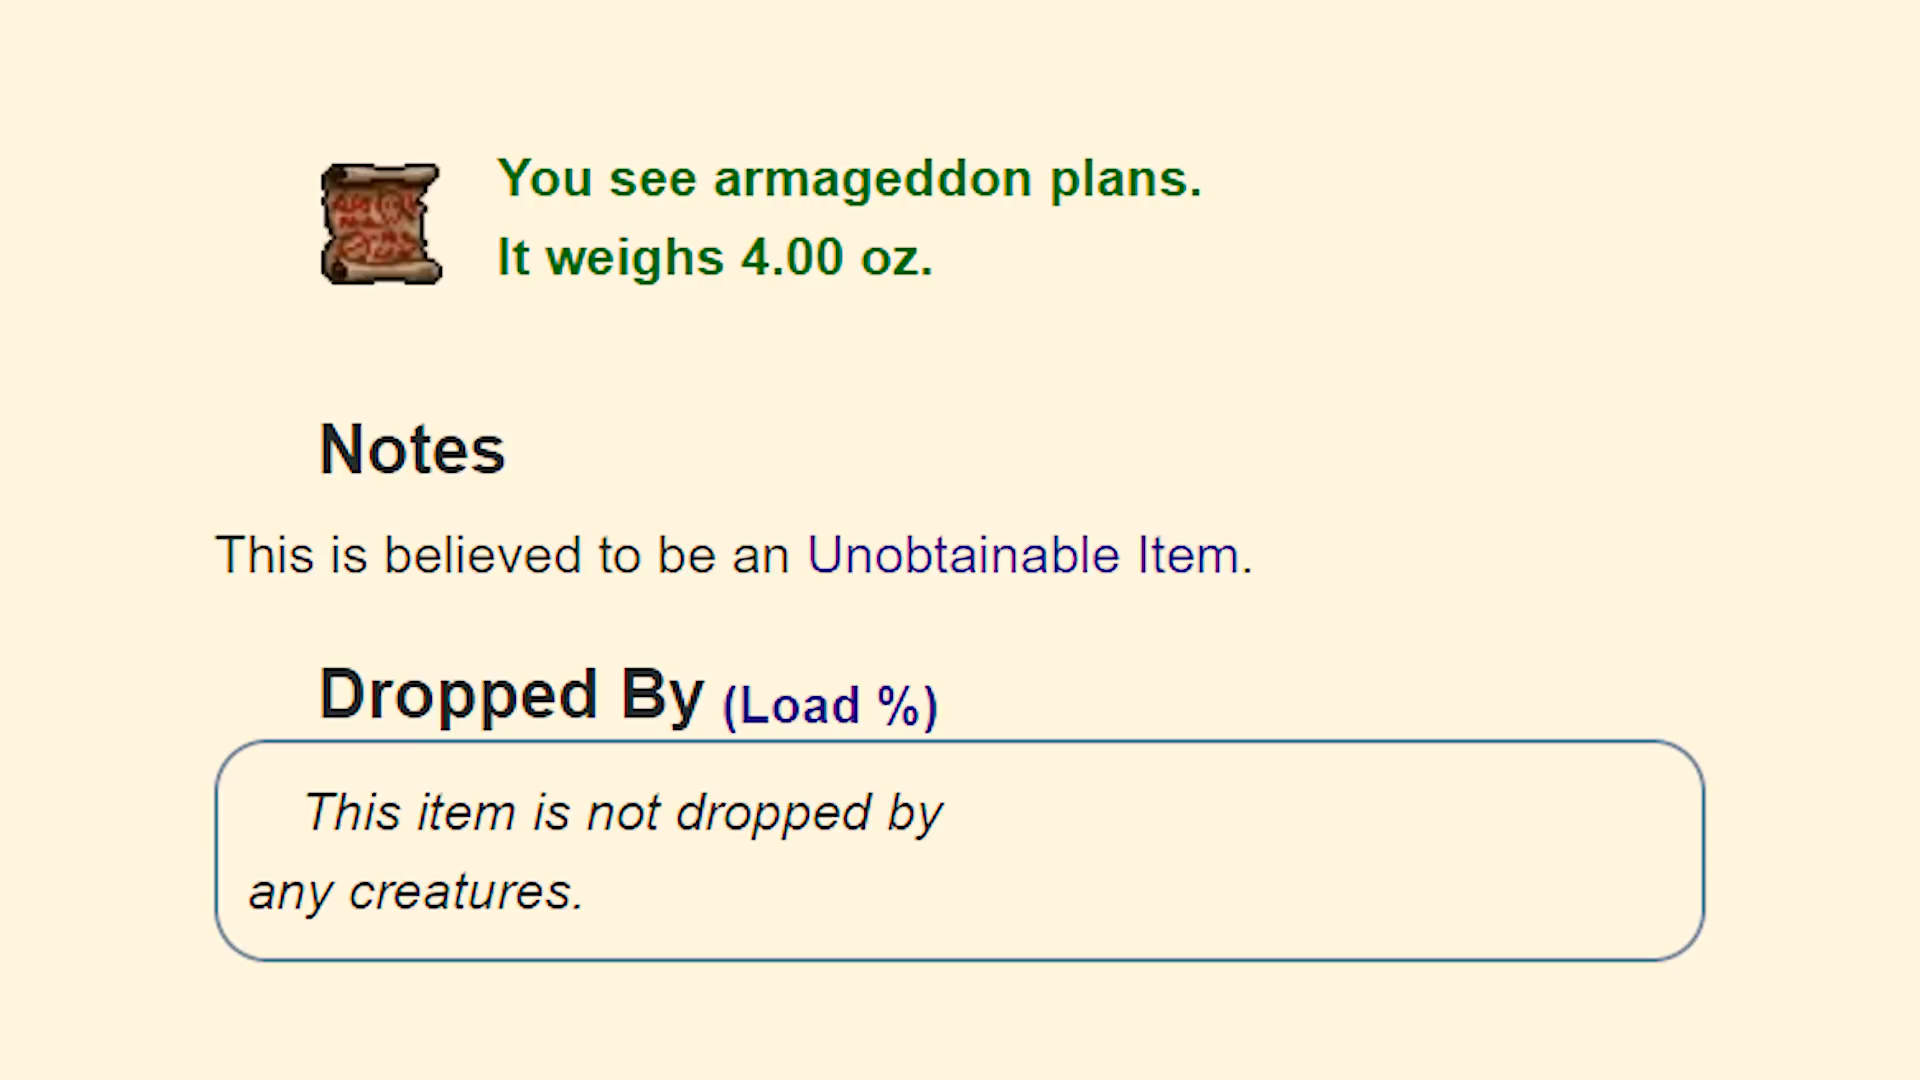 You see armageddon plans.
It weighs 4.00 oz.
Notes
This is believed to be an Unobtainable Item.
Dropped By (Load %)
This item is not dropped by
any creatures.